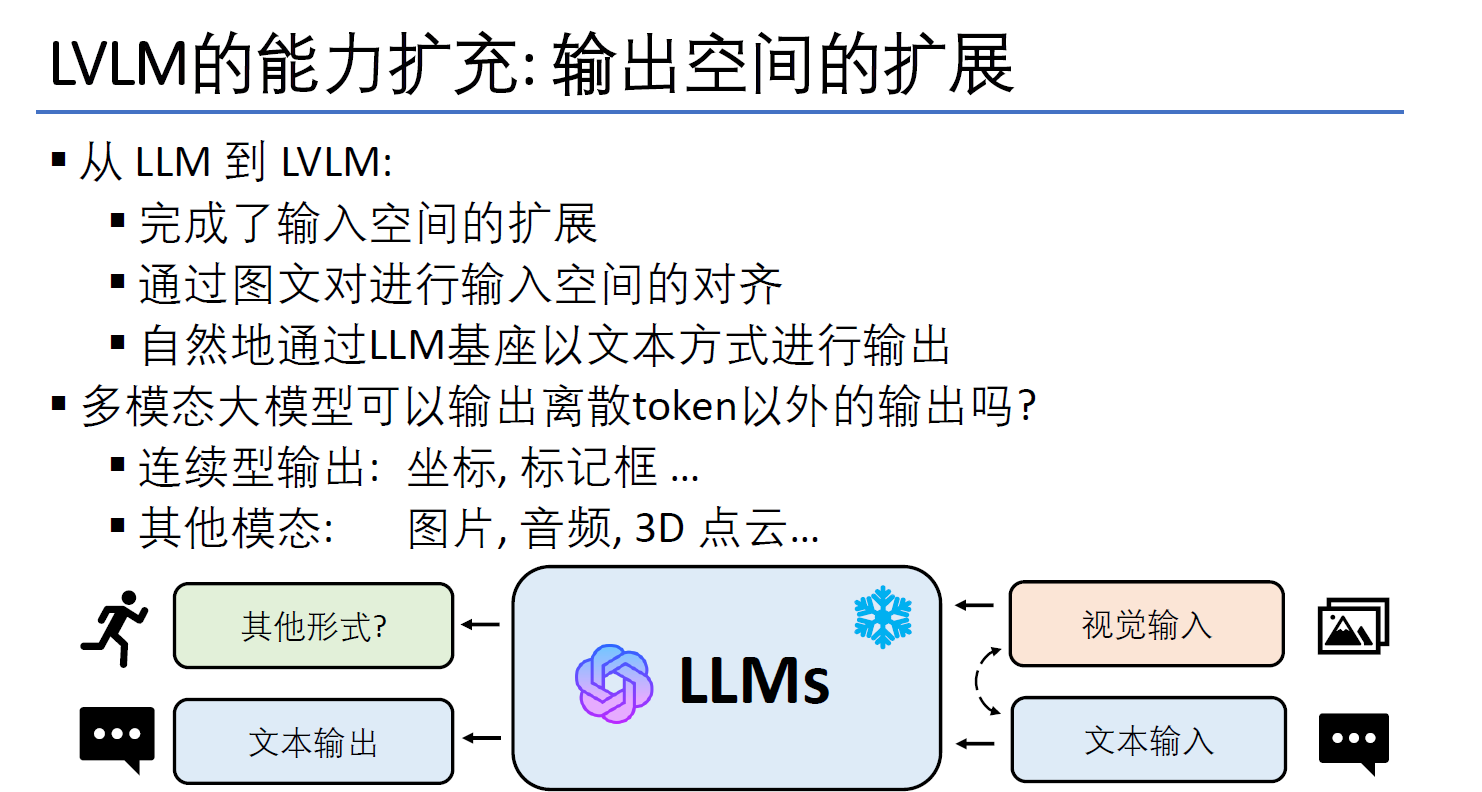 LVLM的能力扩充: 输出空间的扩展
从 LLM 到 LVLM:
完成了输入空间的扩展
通过图文对进行输入空间的对齐
自然地通过LLM基座以文本方式进行输出
多模态大模型可以输出离散token以外的输出吗?
连续型输出: 坐标, 标记框 ...
其他模态: 图片, 音频, 3D 点云...
其他形式?
LLMs
视觉输入
文本输出
文本输入